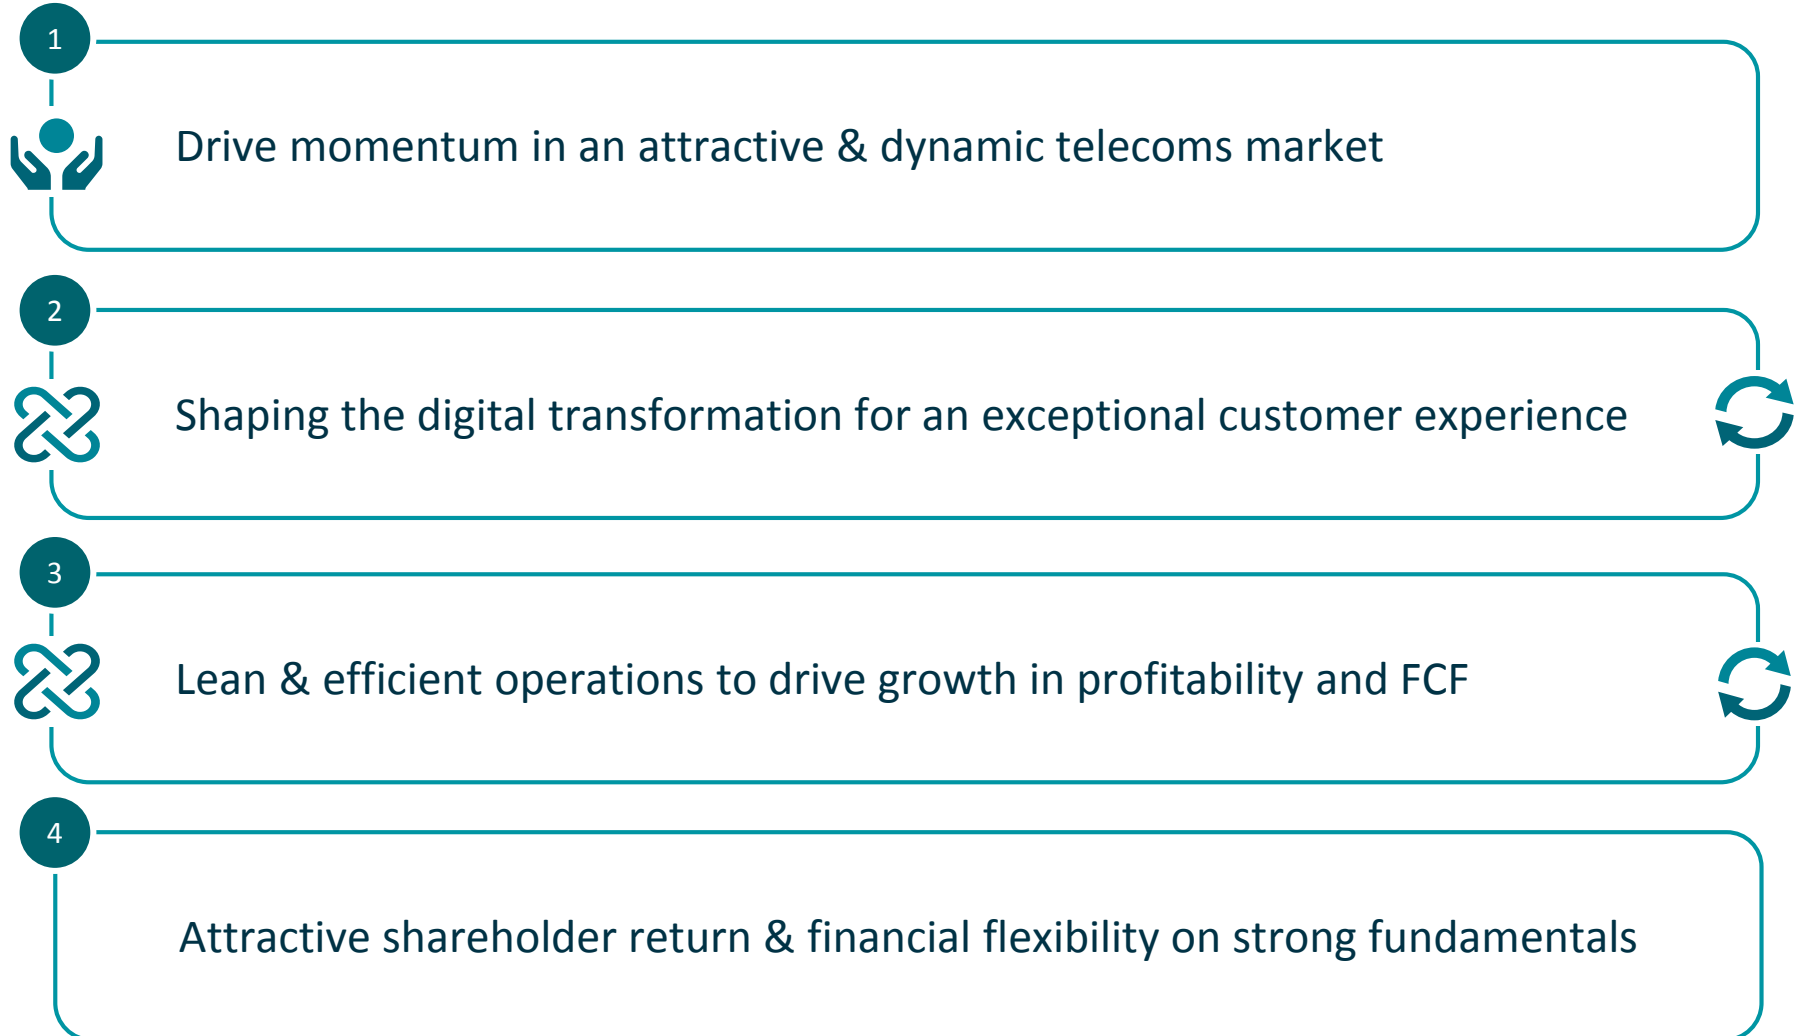 1
Drive momentum in an attractive & dynamic telecoms market
2
Shaping the digital transformation for an exceptional customer experience
3
Lean & efficient operations to drive growth in profitability and FCF
4
Attractive shareholder return & financial flexibility on strong fundamentals